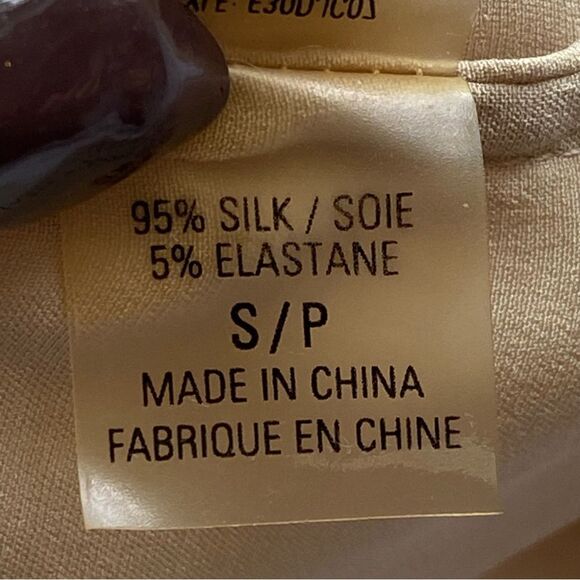 95% SILK / SOIE
5% ELASTANE
S/P
MADE IN CHINA
FABRIQUE EN CHINE